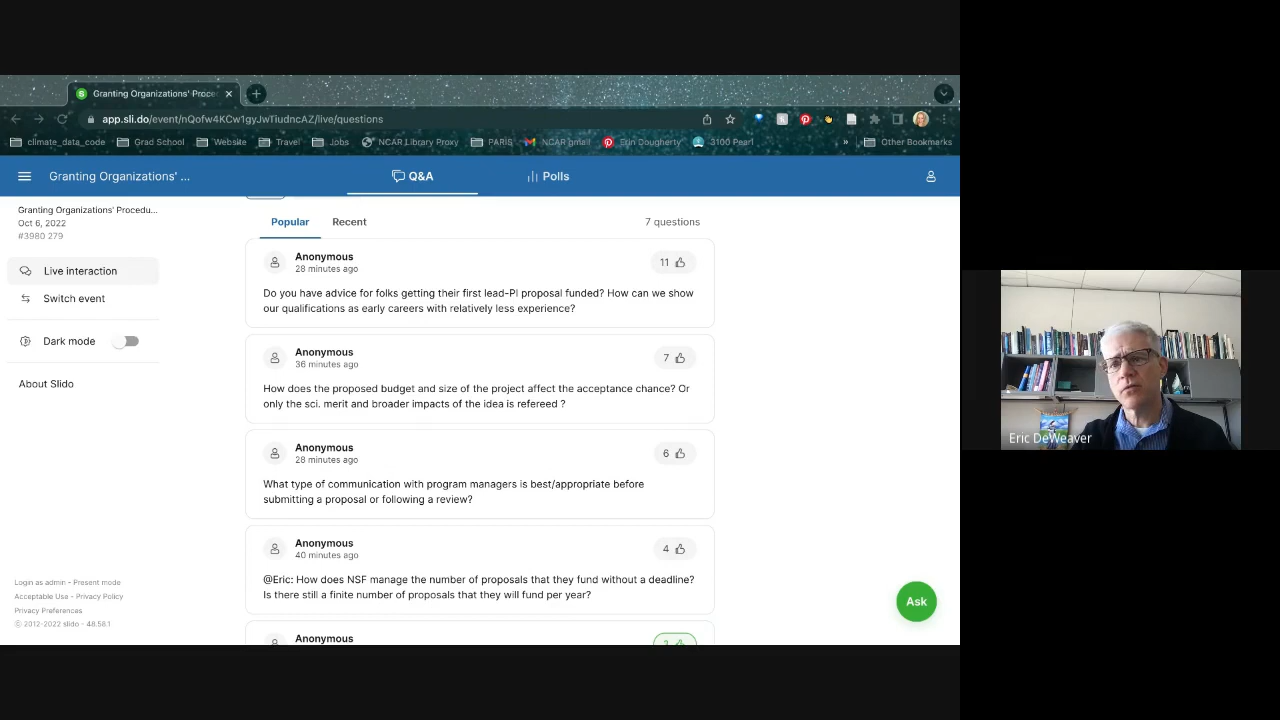 Granting Organizations' Proce
app.sli.do/event/nQofw4KCw1gyJwTiudncAZ/live/questions
climate_data_code
Grad School
Website
Travel
Jobs
NCAR Library Proxy
PARIS
NCAR gmail
Erin Dougherty
3100 Pearl
»
Other Bookmarks
Granting Organizations' ...
Q&A
Polls
Granting Organizations' Procedu...
Oct 6, 2022
#3980 279
Live interaction
Switch event
Dark mode
About Slido
Login as admin - Present mode
Acceptable Use - Privacy Policy
Privacy Preferences
© 2012-2022 slido - 48.58.1
Popular
Recent
7 questions
Anonymous
28 minutes ago
11
Do you have advice for folks getting their first lead-PI proposal funded? How can we show
our qualifications as early careers with relatively less experience?
Anonymous
36 minutes ago
7
How does the proposed budget and size of the project affect the acceptance chance? Or
only the sci. merit and broader impacts of the idea is refereed ?
Anonymous
28 minutes ago
6
What type of communication with program managers is best/appropriate before
submitting a proposal or following a review?
Anonymous
40 minutes ago
4
@Eric: How does NSF manage the number of proposals that they fund without a deadline?
Is there still a finite number of proposals that they will fund per year?
Anonymous
Ask
Eric DeWeaver